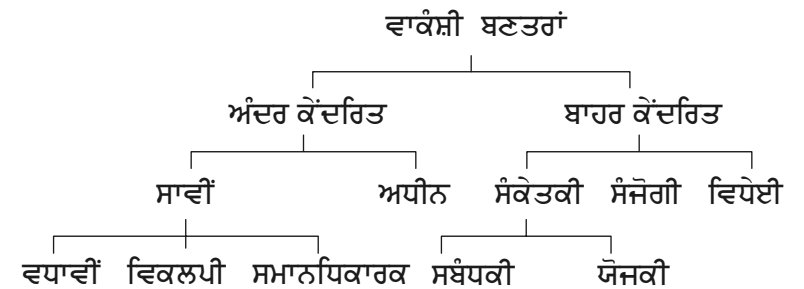 ਵਾਕੰਸ਼ੀ ਬਣਤਰਾਂ
ਅੰਦਰ ਕੇਂਦਰਿਤ ਬਾਹਰ ਕੇਂਦਰਿਤ
ਸਾਵੀਂ ਅਧੀਨ ਸੰਕੇਤਕੀ ਸੰਜੋਗੀ ਵਿਧੇਈ
ਵਧਾਵੀਂ ਵਿਕਲਪੀ ਸਮਾਨਧਿਕਾਰਕ ਸਬੰਧਕੀ ਯੋਜਕੀ